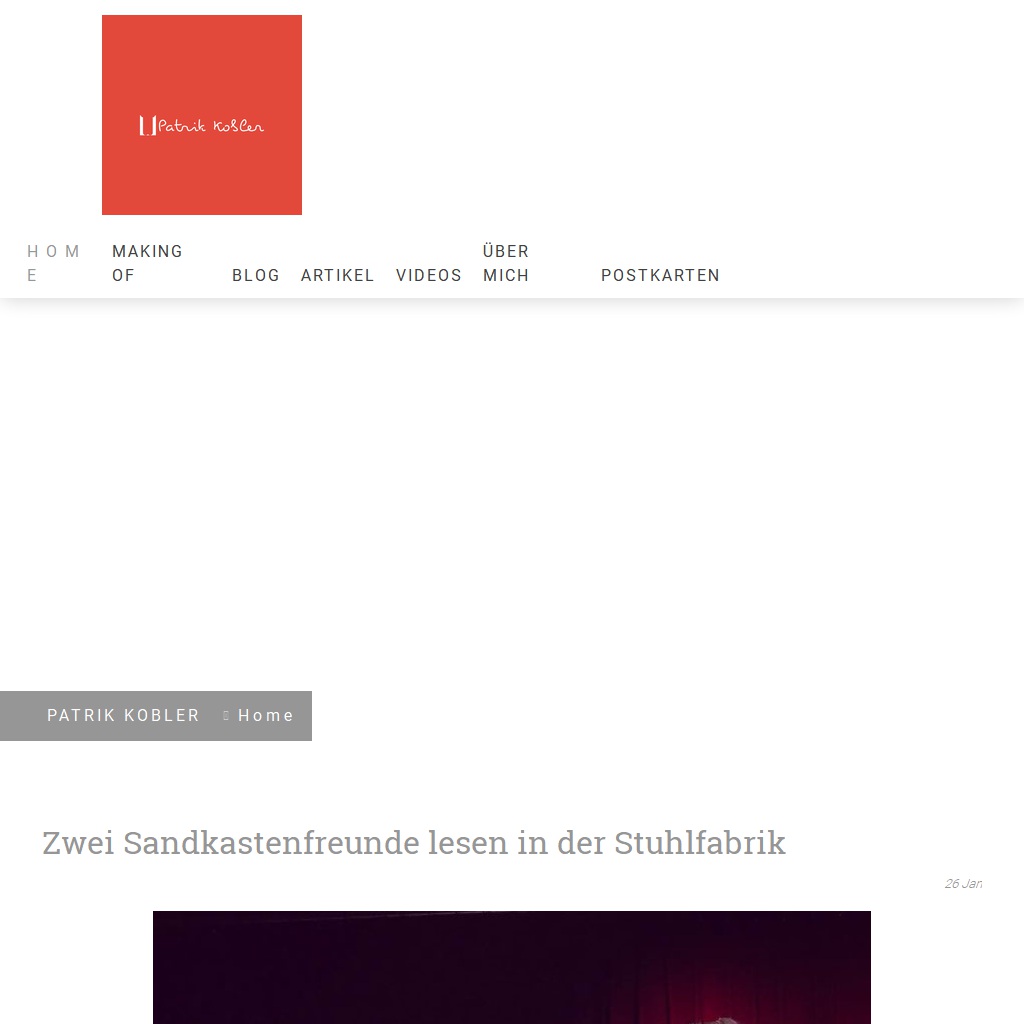 Patrik Kobler
HOM
E
MAKING
OF
BLOG
ARTIKEL
VIDEOS
ÜBER
MICH
POSTKARTEN
PATRIK KOBLER Home
Zwei Sandkastenfreunde lesen in der Stuhlfabrik
26 Jan